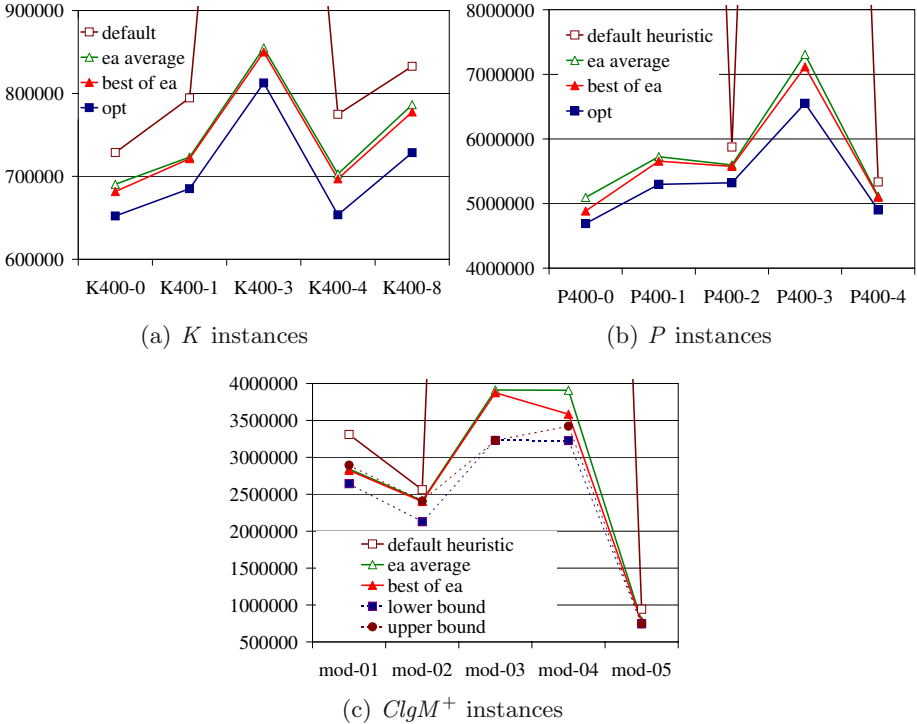 900000
800000
700000
600000
default
ea average
best of ea
opt
K400-0 K400-1 K400-3 K400-4 K400-8
(a) K instances
8000000
7000000
6000000
5000000
4000000
default heuristic
ea average
best of ea
opt
P400-0 P400-1 P400-2 P400-3 P400-4
(b) P instances
4000000
3500000
3000000
2500000
2000000
1500000
1000000
500000
default heuristic
ea average
best of ea
lower bound
upper bound
mod-01 mod-02 mod-03 mod-04 mod-05
(c) ClgM+ instances